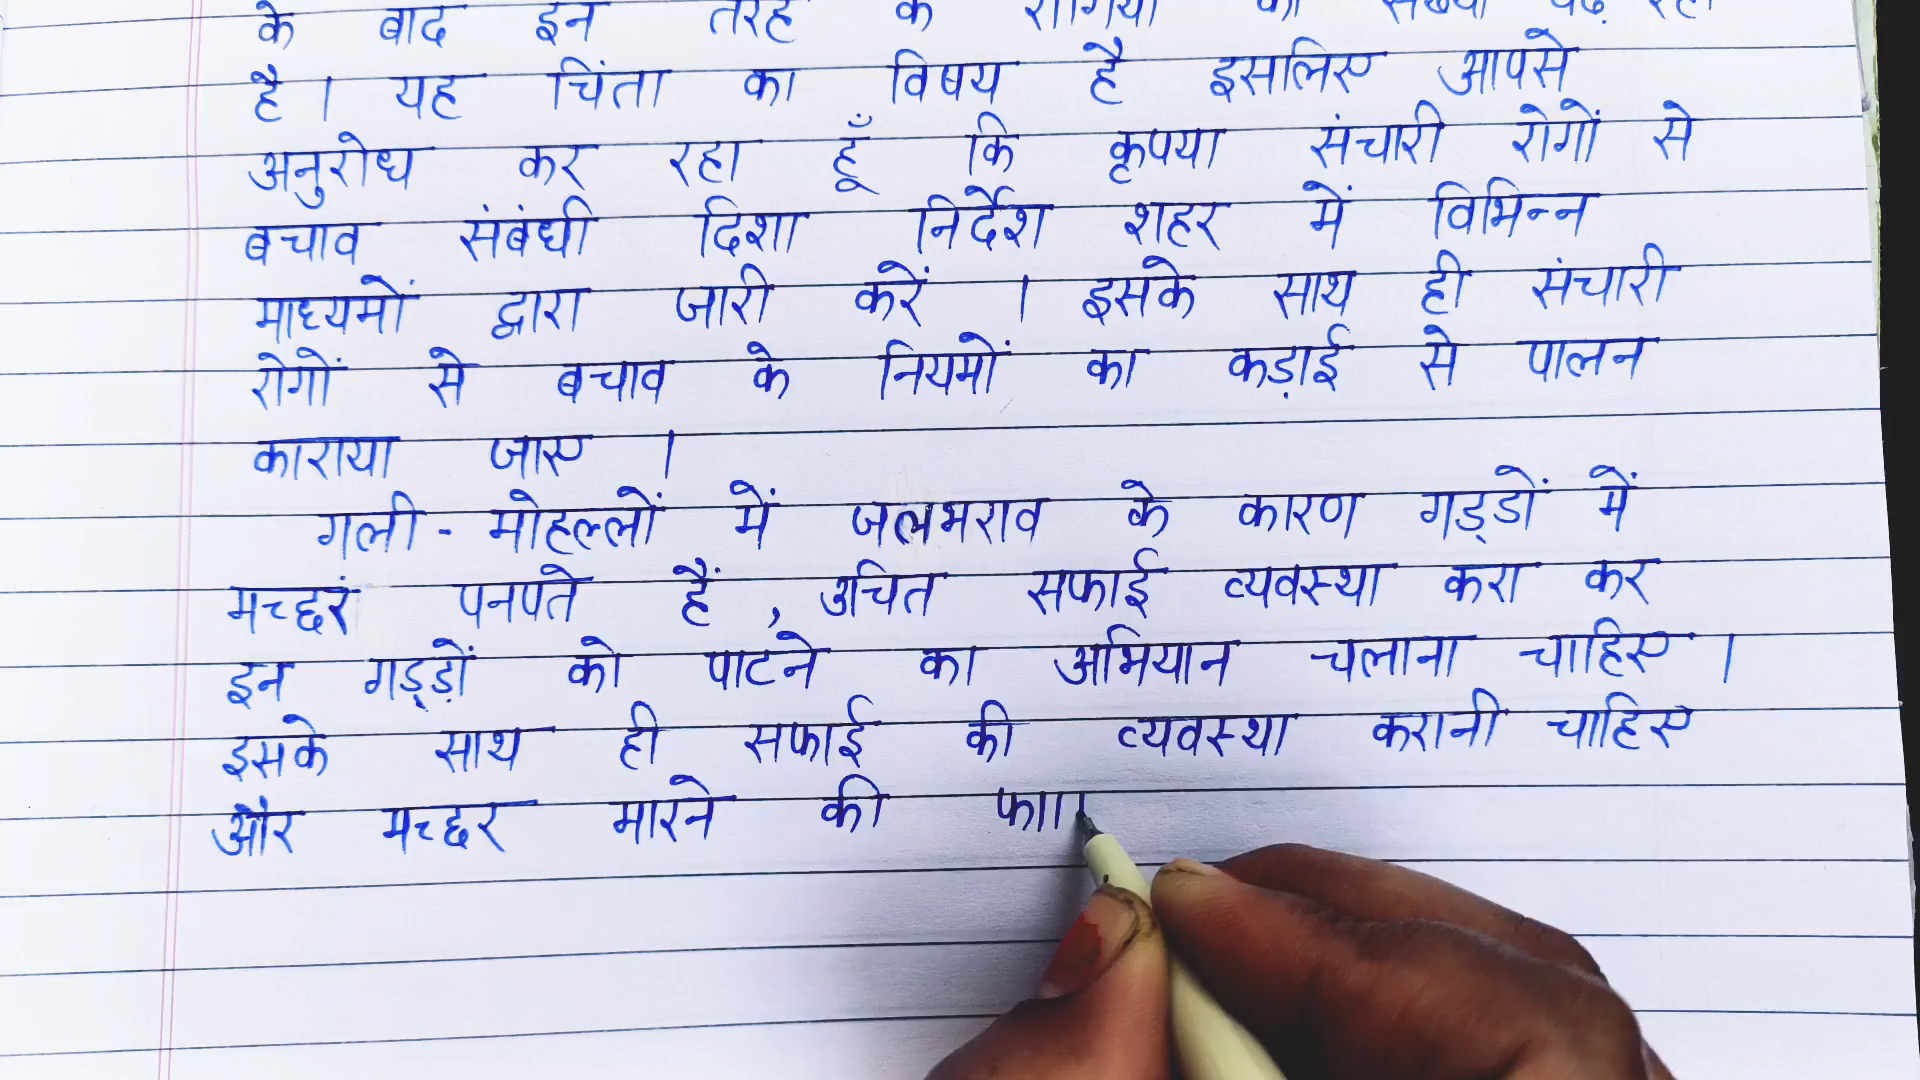 के बाद इन तरह के रोगियों की संख्या बढ़ रही
है। यह चिंता का विषय है इसलिए आपसे
अनुरोध कर रहा हूँ कि कृपया संचारी रोगों से
बचाव संबंधी दिशा निर्देश शहर में विभिन्न
माध्यमों द्वारा जारी करें । इसके साथ ही संचारी
रोगों से बचाव के नियमों का कड़ाई से पालन
काराया जाए ।
गली - मोहल्लों में जलभराव के कारण गड्डों में
मच्छर पनपते हैं , उचित सफाई व्यवस्था करा कर
इन गड्ड़ों को पाटने का अभियान चलाना चाहिए ।
इसके साथ ही सफाई की व्यवस्था करानी चाहिए
और मच्छर मारने की